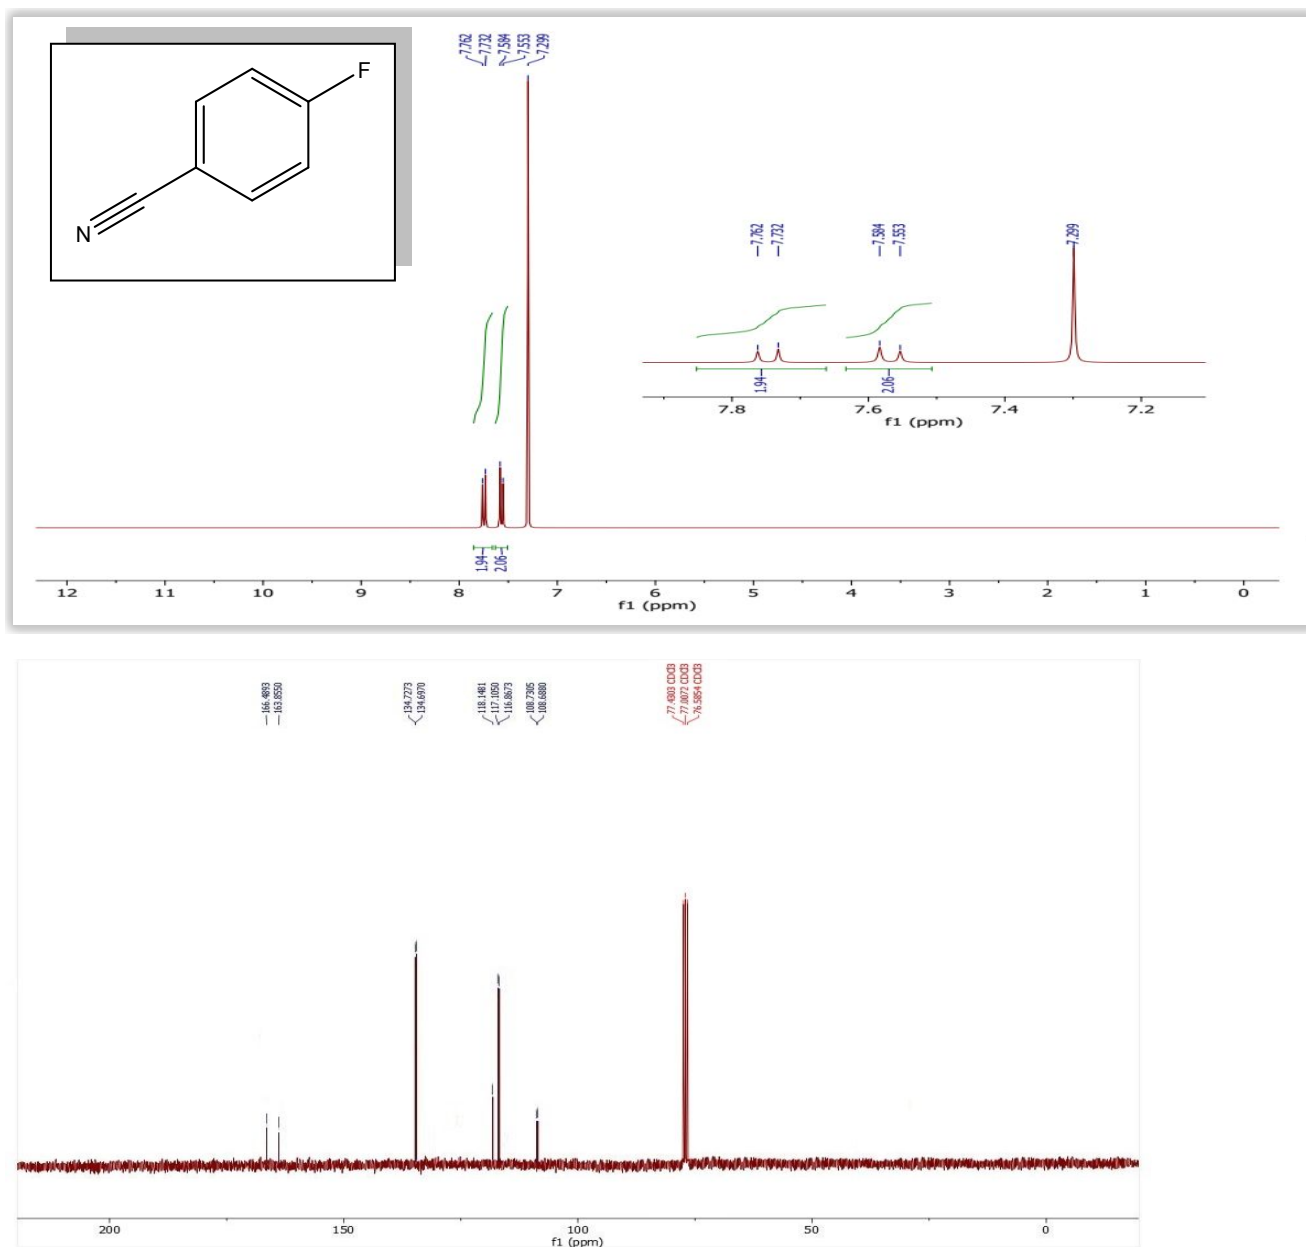 F
N
7.762
7.732
7.584
7.553
7.299
7.762
7.732
7.584
7.553
7.299
1.94
2.06
7.8 7.6 7.4 7.2
f1 (ppm)
1.94
2.06
12 11 10 9 8 7 6 5 4 3 2 1 0
f1 (ppm)
166.4893
163.8550
134.7273
134.6970
118.1481
117.1050
116.8673
108.7305
108.6880
77.4303 CDCl3
77.0072 CDCl3
76.5854 CDCl3
200 150 100 50 0
f1 (ppm)